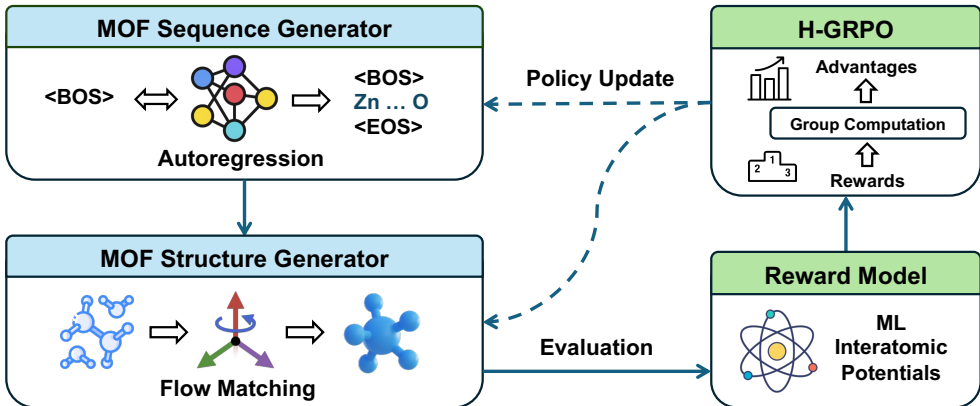 MOF Sequence Generator
<BOS>
<BOS>
Zn ... O
<EOS>
Autoregression
Policy Update
H-GRPO
Advantages
Group Computation
2 1 3
Rewards
MOF Structure Generator
Flow Matching
Evaluation
Reward Model
ML
Interatomic
Potentials